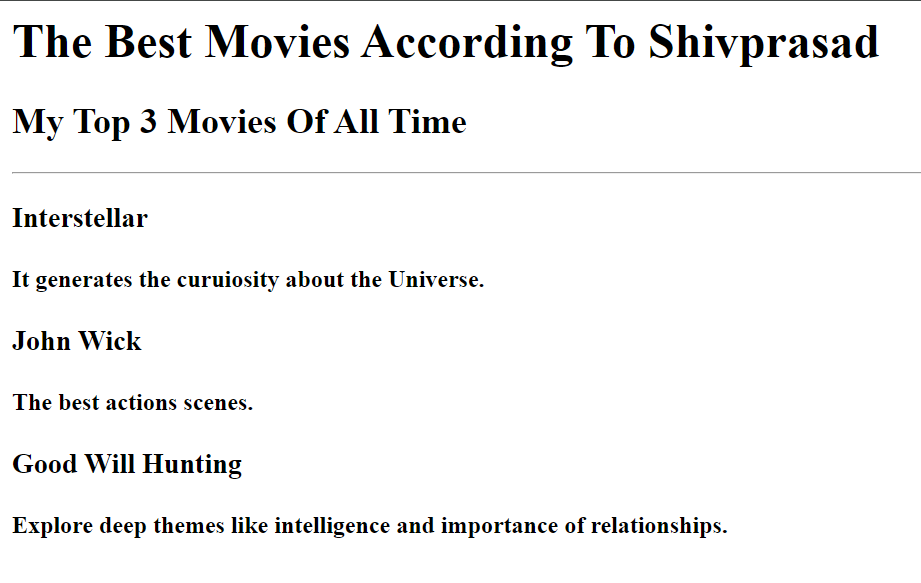 The Best Movies According To Shivprasad
My Top 3 Movies Of All Time
Interstellar
It generates the curuiosity about the Universe.
John Wick
The best actions scenes.
Good Will Hunting
Explore deep themes like intelligence and importance of relationships.